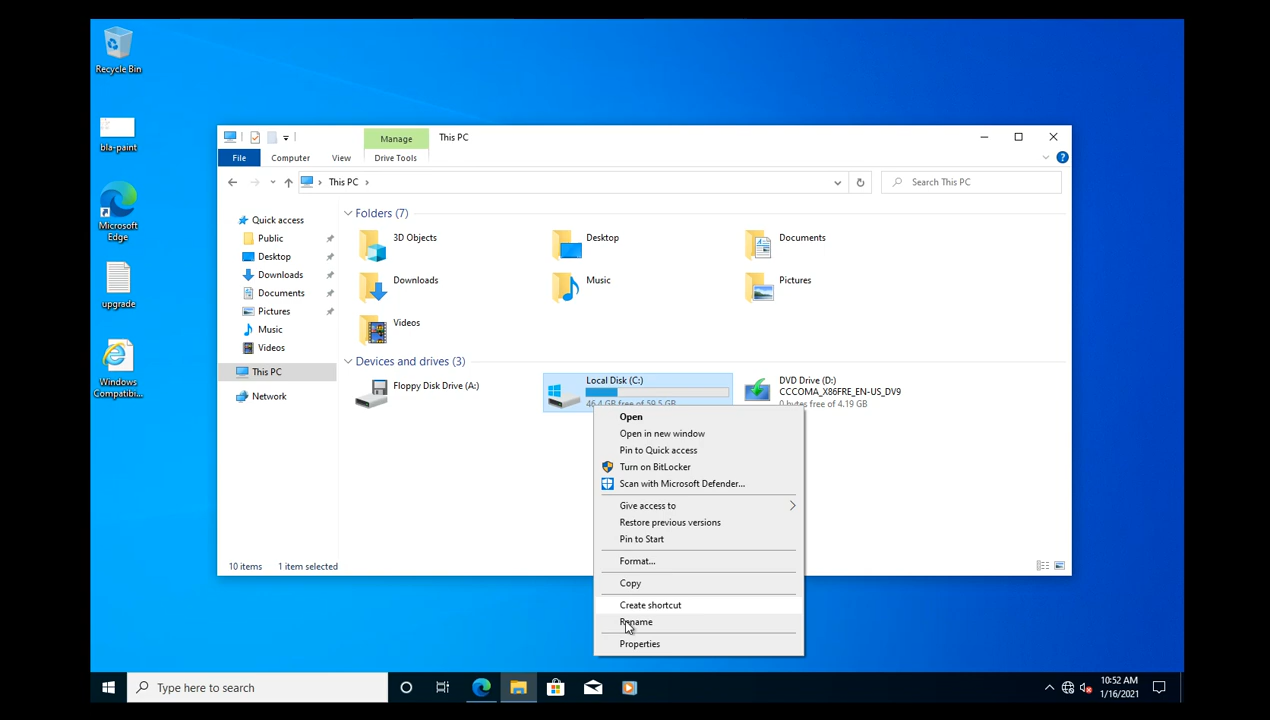 Recycle Bin
bla-paint
Microsoft
Edge
upgrade
Windows
Compatibi...
Manage
This PC
File
Computer
View
Drive Tools
This PC
Search This PC
Quick access
Public
Desktop
Downloads
Documents
Pictures
Music
Videos
This PC
Network
Folders (7)
3D Objects
Desktop
Documents
Downloads
Music
Pictures
Videos
Devices and drives (3)
Floppy Disk Drive (A:)
Local Disk (C:)
46.4 GB free of 59.5 GB
DVD Drive (D:)
CCCOMA_X86FRE_EN-US_DV9
0 bytes free of 4.19 GB
Open
Open in new window
Pin to Quick access
Turn on BitLocker
Scan with Microsoft Defender...
Give access to
Restore previous versions
Pin to Start
Format...
Copy
Create shortcut
Rename
Properties
10 items
1 item selected
Type here to search
10:52 AM
1/16/2021